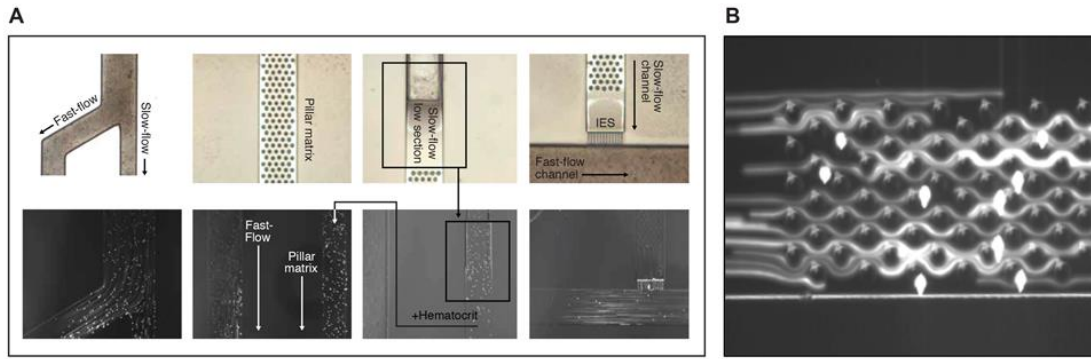 A
B
Fast-flow
Slow-flow
Pillar matrix
Slow-flow
low section
IES
Slow-flow
channel
Fast-flow
channel
Fast-
Flow
Pillar
matrix
+Hematocrit